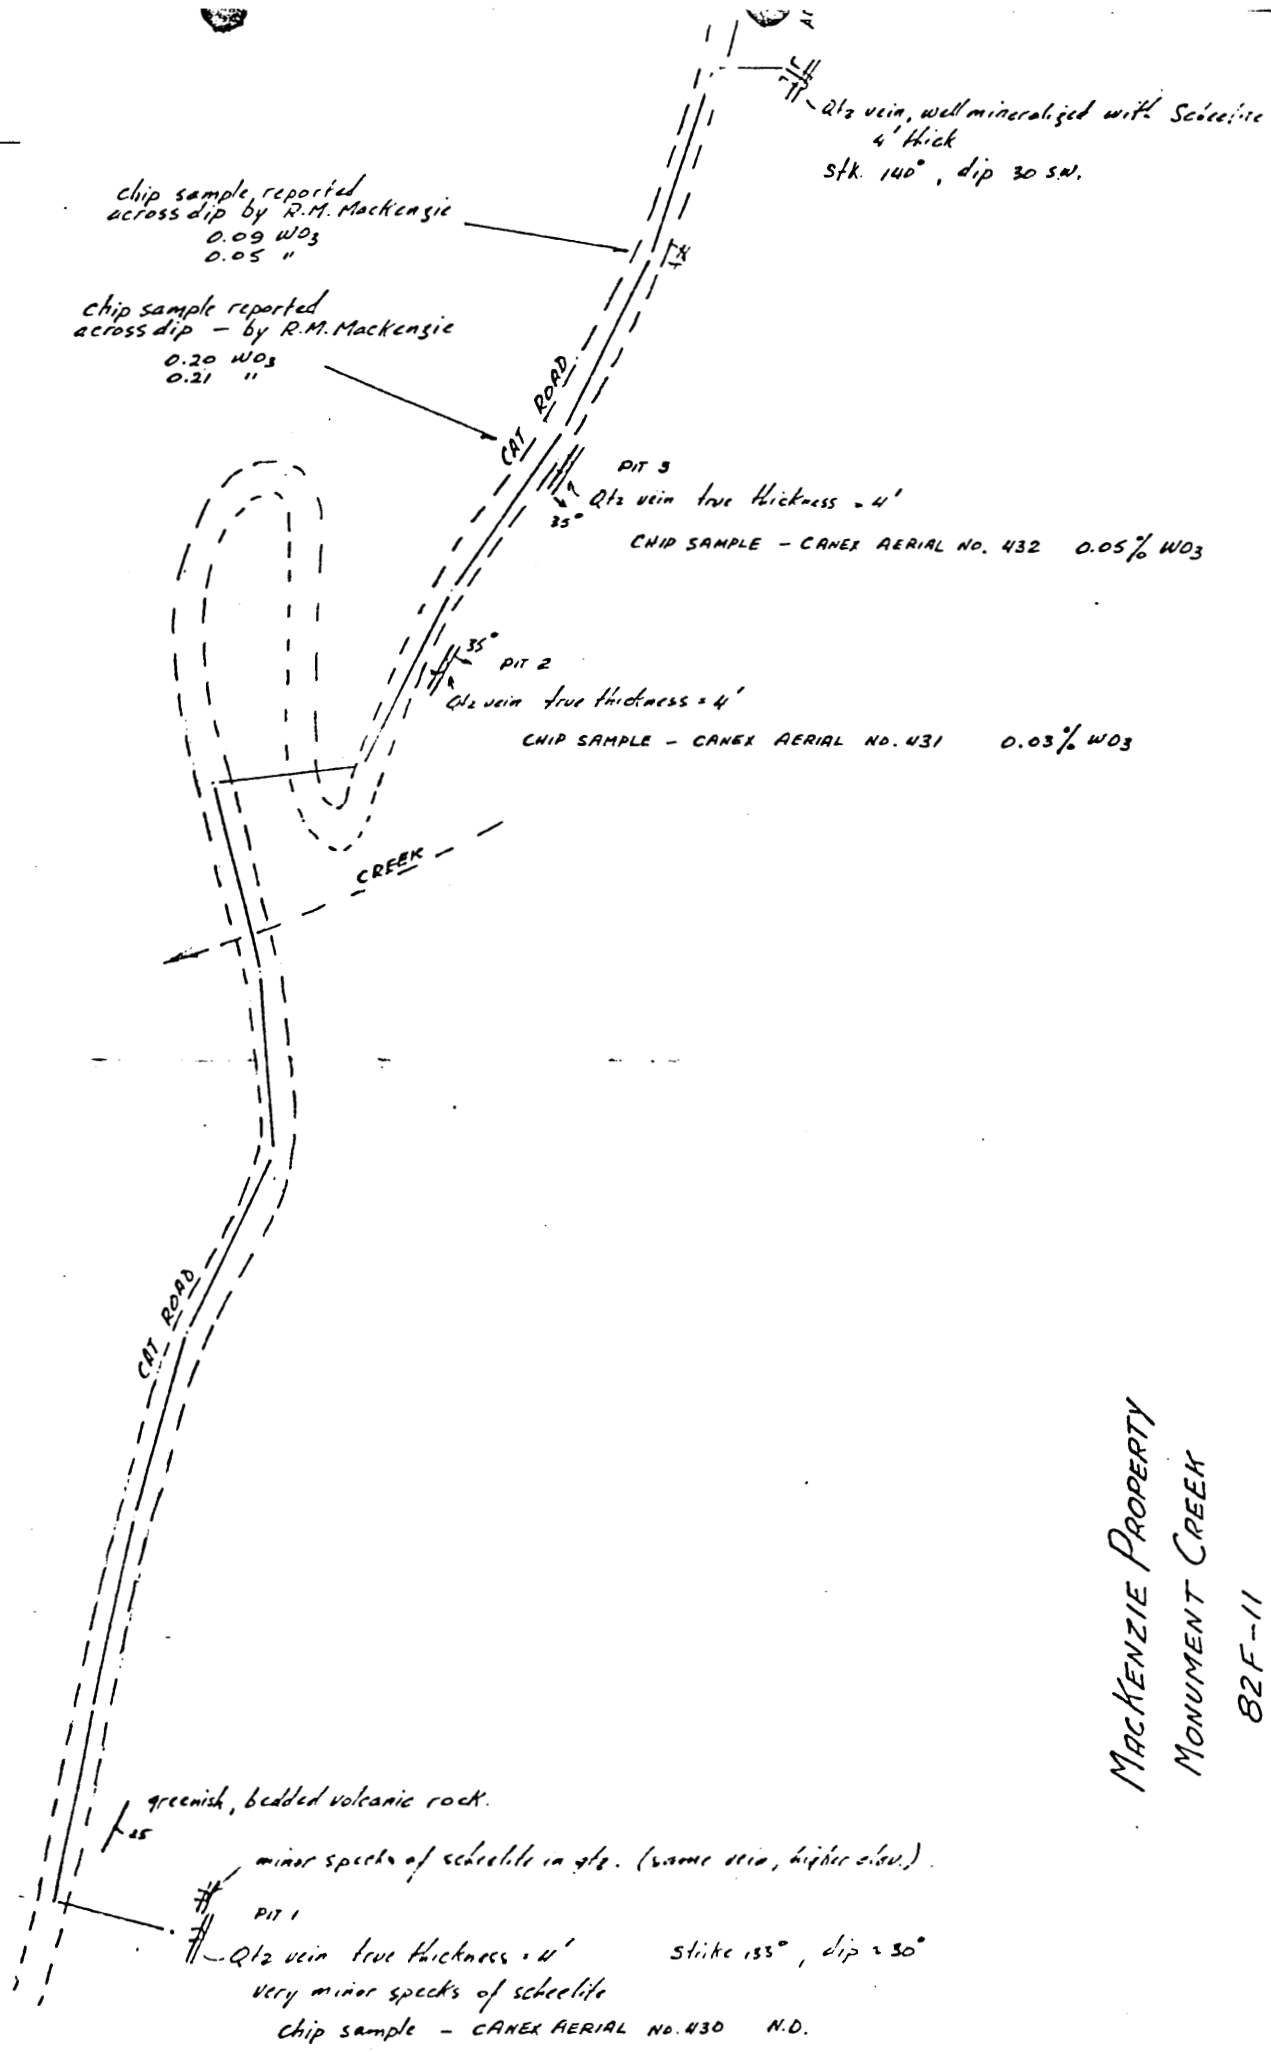 Qtz vein, well mineralized with Scheelite
4' thick
stk. 140°, dip 30 S.W.
chip sample, reported
across dip by R.M. Mackenzie
0.09 WO3
0.05 "
chip sample reported
across dip - by R.M. Mackenzie
0.20 WO3
0.21 "
CAT ROAD
PIT 3
Qtz vein true thickness = 4'
35°
CHIP SAMPLE - CANEX AERIAL NO. 432 0.05% WO3
35°
PIT 2
Qtz vein true thickness = 4'
CHIP SAMPLE - CANEX AERIAL NO. 431 0.03% WO3
CREEK
CAT ROAD
MACKENZIE PROPERTY
MONUMENT CREEK
82F-11
greenish, bedded volcanic rock.
25
minor specks of scheelite in qtz. (same vein, higher elev.)
PIT 1
Qtz vein true thickness = 4' strike 133°, dip = 30°
very minor specks of scheelite
chip sample - CANEX AERIAL NO. 430 N.D.